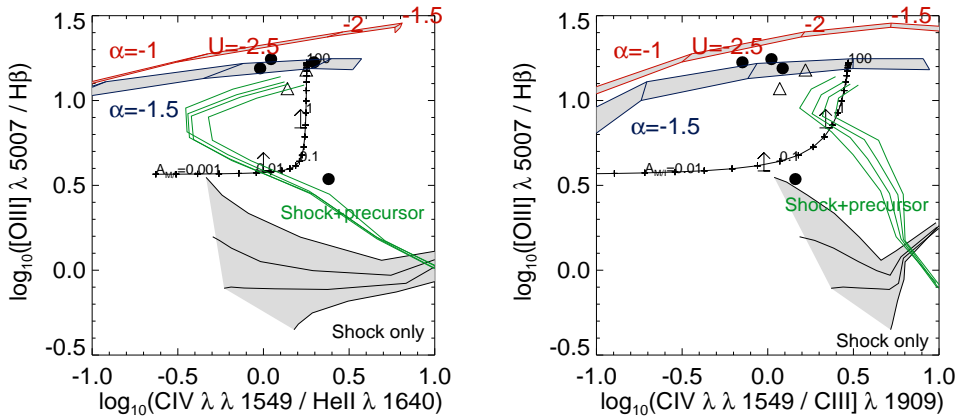 1.5
1.0
0.5
0.0
-0.5
-1.0
-0.5
0.0
0.5
1.0
log₁₀([OIII] λ 5007 / Hβ)
log₁₀(CIV λ λ 1549 / HeII λ 1640)
α=-1
U=-2.5
-2
-1.5
α=-1.5
100
1
0.1
0.01
A_M/I=0.001
Shock+precursor
Shock only
1.5
1.0
0.5
0.0
-0.5
-1.0
-0.5
0.0
0.5
1.0
log₁₀([OIII] λ 5007 / Hβ)
log₁₀(CIV λ λ 1549 / CIII] λ 1909)
α=-1
U=-2.5
-2
-1.5
α=-1.5
100
1
0.1
A_M/I=0.01
Shock+precursor
Shock only